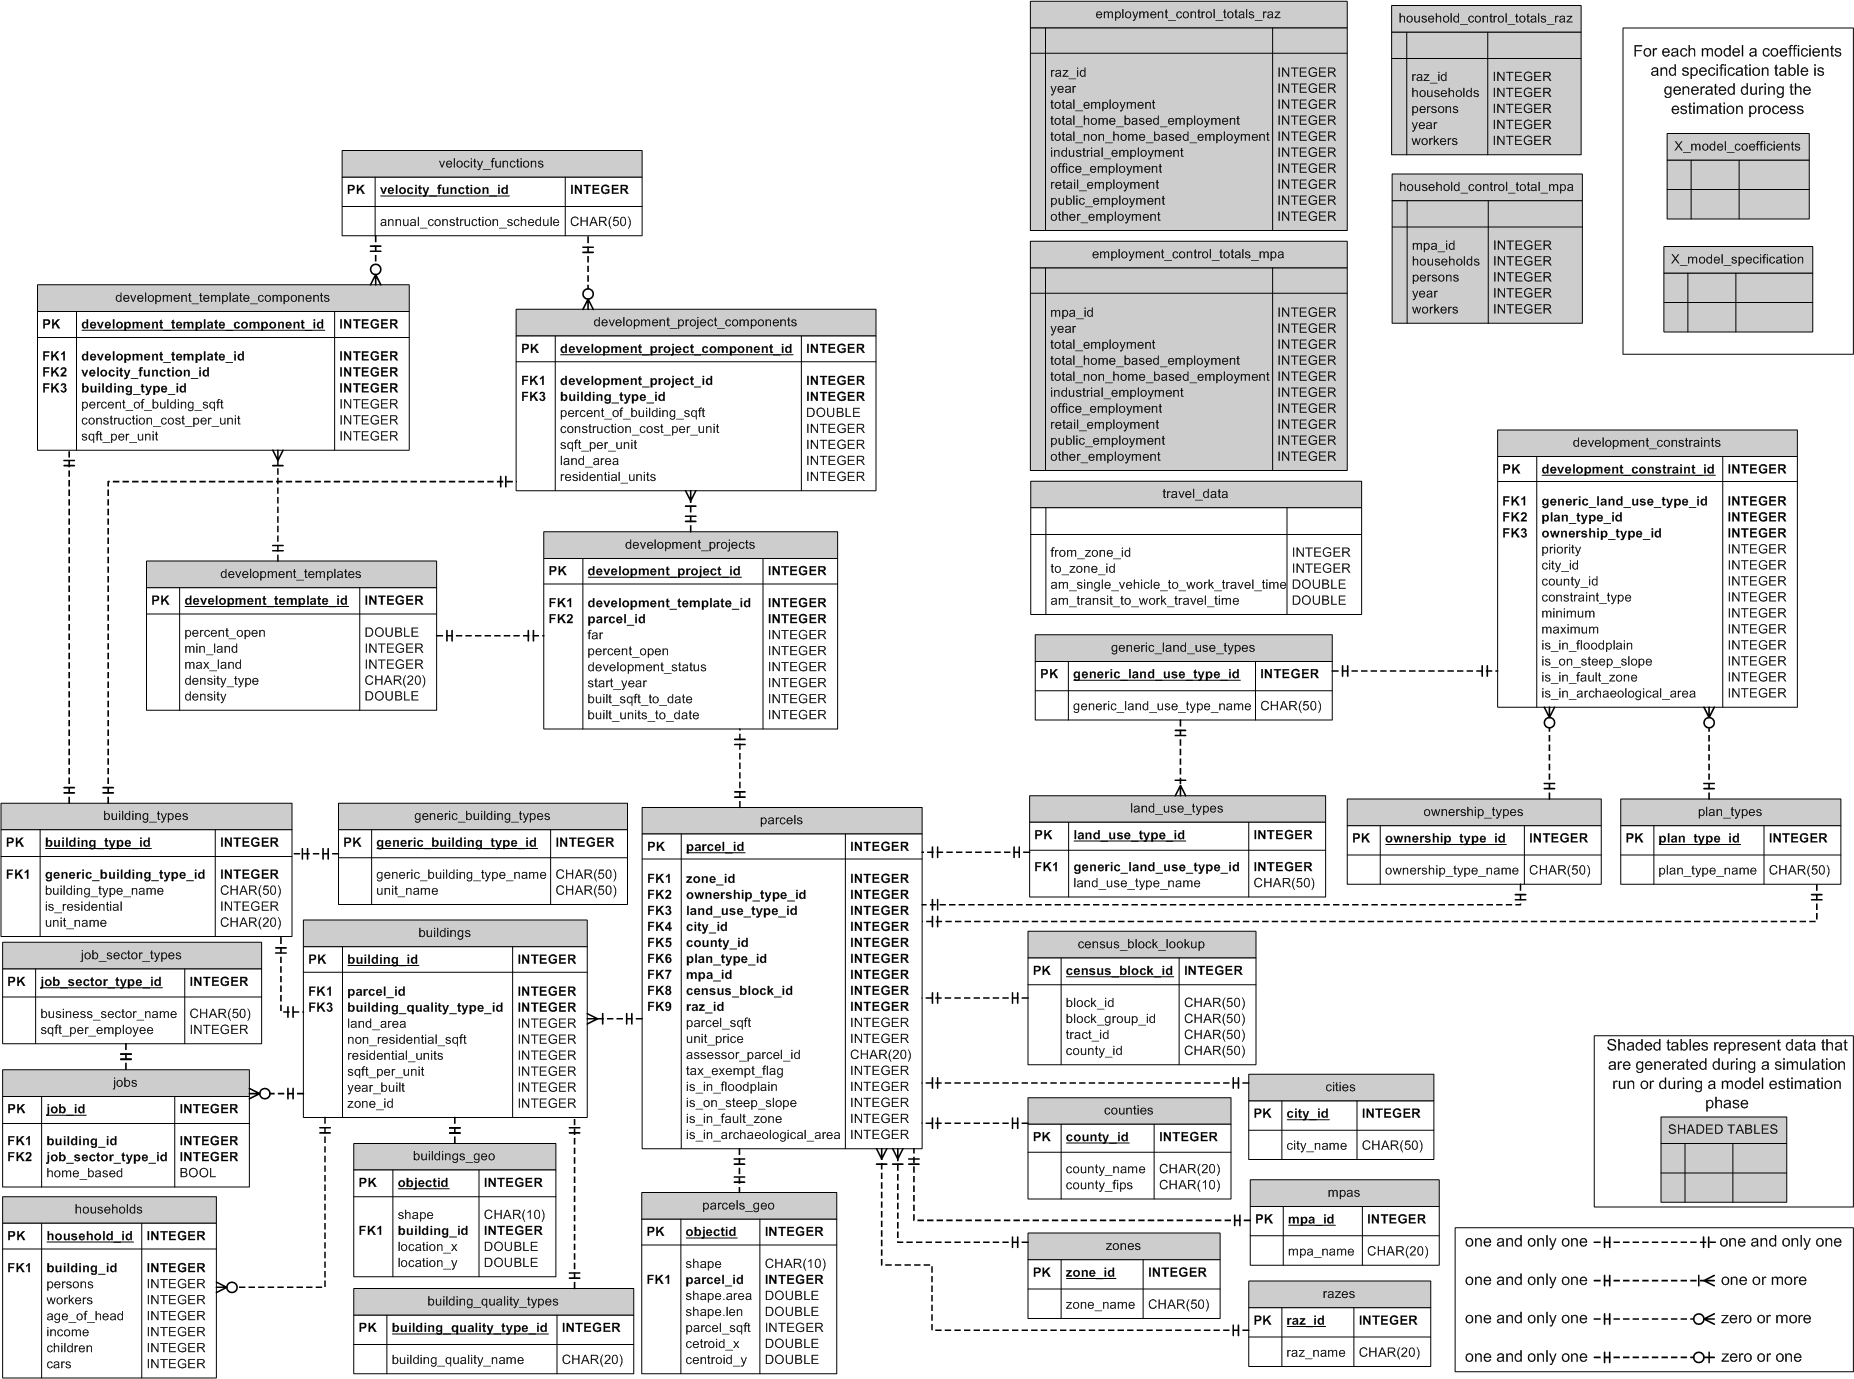 employment_control_totals_raz
raz_id INTEGER
year INTEGER
total_employment INTEGER
total_home_based_employment INTEGER
total_non_home_based_employment INTEGER
industrial_employment INTEGER
office_employment INTEGER
retail_employment INTEGER
public_employment INTEGER
other_employment INTEGER
household_control_totals_raz
raz_id INTEGER
households INTEGER
persons INTEGER
year INTEGER
workers INTEGER
For each model a coefficients
and specification table is
generated during the
estimation process
X_model_coefficients
X_model_specification
household_control_total_mpa
mpa_id INTEGER
households INTEGER
persons INTEGER
year INTEGER
workers INTEGER
velocity_functions
PK velocity_function_id INTEGER
annual_construction_schedule CHAR(50)
employment_control_totals_mpa
mpa_id INTEGER
year INTEGER
total_employment INTEGER
total_home_based_employment INTEGER
total_non_home_based_employment INTEGER
industrial_employment INTEGER
office_employment INTEGER
retail_employment INTEGER
public_employment INTEGER
other_employment INTEGER
development_template_components
PK development_template_component_id INTEGER
FK1 development_template_id INTEGER
FK2 velocity_function_id INTEGER
FK3 building_type_id INTEGER
percent_of_bulding_sqft INTEGER
construction_cost_per_unit INTEGER
sqft_per_unit INTEGER
development_project_components
PK development_project_component_id INTEGER
FK1 development_project_id INTEGER
FK3 building_type_id INTEGER
percent_of_building_sqft DOUBLE
construction_cost_per_unit INTEGER
sqft_per_unit INTEGER
land_area INTEGER
residential_units INTEGER
travel_data
from_zone_id INTEGER
to_zone_id INTEGER
am_single_vehicle_to_work_travel_time DOUBLE
am_transit_to_work_travel_time DOUBLE
development_constraints
PK development_constraint_id INTEGER
FK1 generic_land_use_type_id INTEGER
FK2 plan_type_id INTEGER
FK3 ownership_type_id INTEGER
priority INTEGER
city_id INTEGER
county_id INTEGER
constraint_type INTEGER
minimum INTEGER
maximum INTEGER
is_in_floodplain INTEGER
is_on_steep_slope INTEGER
is_in_fault_zone INTEGER
is_in_archaeological_area INTEGER
development_templates
PK development_template_id INTEGER
percent_open DOUBLE
min_land INTEGER
max_land INTEGER
density_type CHAR(20)
density DOUBLE
development_projects
PK development_project_id INTEGER
FK1 development_template_id INTEGER
FK2 parcel_id INTEGER
far INTEGER
percent_open INTEGER
development_status INTEGER
start_year INTEGER
built_sqft_to_date INTEGER
built_units_to_date INTEGER
generic_land_use_types
PK generic_land_use_type_id INTEGER
generic_land_use_type_name CHAR(50)
building_types
PK building_type_id INTEGER
FK1 generic_building_type_id INTEGER
building_type_name CHAR(50)
is_residential INTEGER
unit_name CHAR(20)
generic_building_types
PK generic_building_type_id INTEGER
generic_building_type_name CHAR(50)
unit_name CHAR(50)
parcels
PK parcel_id INTEGER
FK1 zone_id INTEGER
FK2 ownership_type_id INTEGER
FK3 land_use_type_id INTEGER
FK4 city_id INTEGER
FK5 county_id INTEGER
FK6 plan_type_id INTEGER
FK7 mpa_id INTEGER
FK8 census_block_id INTEGER
FK9 raz_id INTEGER
parcel_sqft INTEGER
unit_price INTEGER
assessor_parcel_id CHAR(20)
tax_exempt_flag INTEGER
is_in_floodplain INTEGER
is_on_steep_slope INTEGER
is_in_fault_zone INTEGER
is_in_archaeological_area INTEGER
land_use_types
PK land_use_type_id INTEGER
FK1 generic_land_use_type_id INTEGER
land_use_type_name CHAR(50)
ownership_types
PK ownership_type_id INTEGER
ownership_type_name CHAR(50)
plan_types
PK plan_type_id INTEGER
plan_type_name CHAR(50)
job_sector_types
PK job_sector_type_id INTEGER
business_sector_name CHAR(50)
sqft_per_employee INTEGER
buildings
PK building_id INTEGER
FK1 parcel_id INTEGER
FK3 building_quality_type_id INTEGER
land_area INTEGER
non_residential_sqft INTEGER
residential_units INTEGER
sqft_per_unit INTEGER
year_built INTEGER
zone_id INTEGER
census_block_lookup
PK census_block_id INTEGER
block_id CHAR(50)
block_group_id CHAR(50)
tract_id CHAR(50)
county_id CHAR(50)
jobs
PK job_id INTEGER
FK1 building_id INTEGER
FK2 job_sector_type_id INTEGER
home_based BOOL
cities
PK city_id INTEGER
city_name CHAR(50)
counties
PK county_id INTEGER
county_name CHAR(20)
county_fips CHAR(10)
Shaded tables represent data that
are generated during a simulation
run or during a model estimation
phase
SHADED TABLES
buildings_geo
PK objectid INTEGER
shape CHAR(10)
FK1 building_id INTEGER
location_x DOUBLE
location_y DOUBLE
households
PK household_id INTEGER
FK1 building_id INTEGER
persons INTEGER
workers INTEGER
age_of_head INTEGER
income INTEGER
children INTEGER
cars INTEGER
parcels_geo
PK objectid INTEGER
shape CHAR(10)
FK1 parcel_id INTEGER
shape.area DOUBLE
shape.len DOUBLE
parcel_sqft INTEGER
cetroid_x DOUBLE
centroid_y DOUBLE
mpas
PK mpa_id INTEGER
mpa_name CHAR(20)
zones
PK zone_id INTEGER
zone_name CHAR(50)
building_quality_types
PK building_quality_type_id INTEGER
building_quality_name CHAR(20)
razes
PK raz_id INTEGER
raz_name CHAR(20)
one and only one one and only one
one and only one one or more
one and only one zero or more
one and only one zero or one